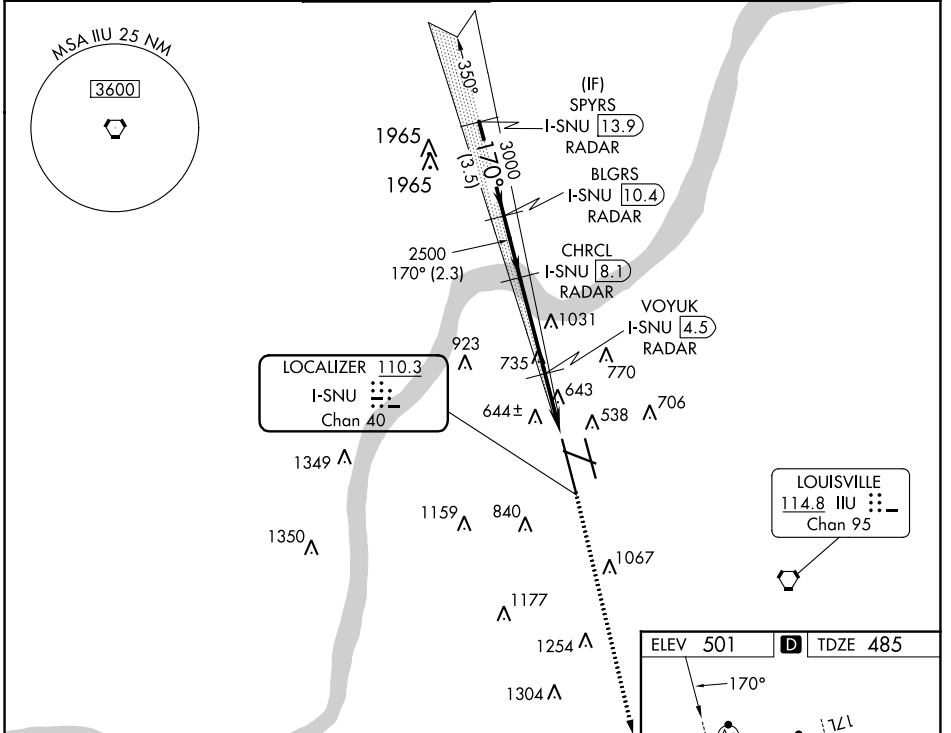 MSA IIU 25 NM
3600
350°
(IF)
SPYRS
I-SNU 13.9
RADAR
1965
1965
170°
3000
(3.5)
BLGRS
I-SNU 10.4
RADAR
2500
170° (2.3)
CHRCL
I-SNU 8.1
RADAR
1031
VOYUK
I-SNU 4.5
RADAR
923
735
770
643
644±
538
706
LOCALIZER 110.3
I-SNU
Chan 40
1349
1350
1159
840
LOUISVILLE
114.8 IIU
Chan 95
1067
1177
1254
1304
ELEV 501
D
TDZE 485
170°
17L